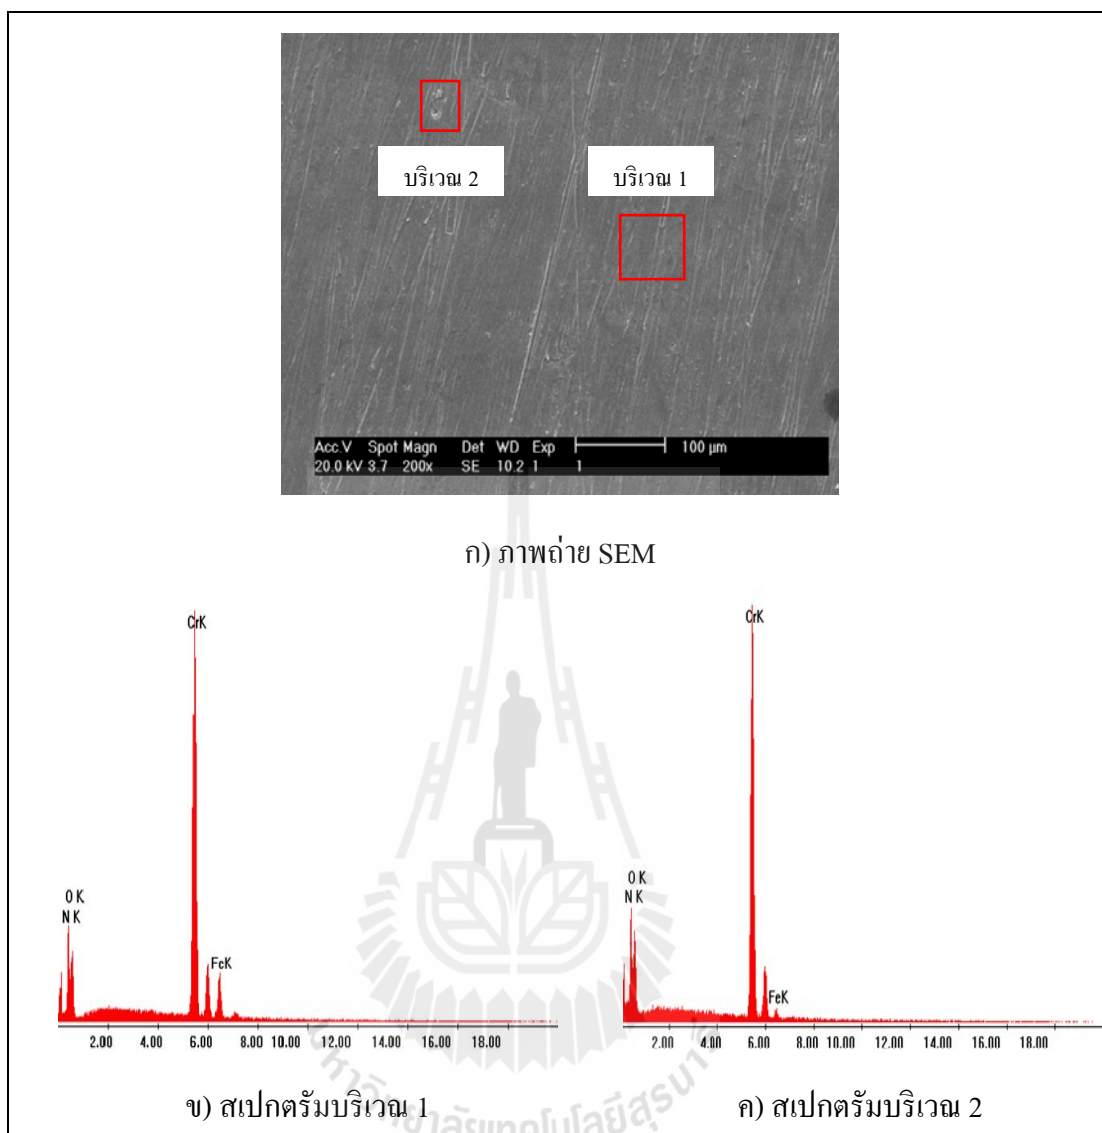 บริเวณ 2
บริเวณ 1
Acc.V Spot Magn Det WD Exp 100 µm
20.0 kV 3.7 200x SE 10.2 1 1
ก) ภาพถ่าย SEM
CrK
O K
N K
FeK
2.00 4.00 6.00 8.00 10.00 12.00 14.00 16.00 18.00
CrK
O K
N K
FeK
2.00 4.00 6.00 8.00 10.00 12.00 14.00 16.00 18.00
ข) สเปกตรัมบริเวณ 1
ค) สเปกตรัมบริเวณ 2